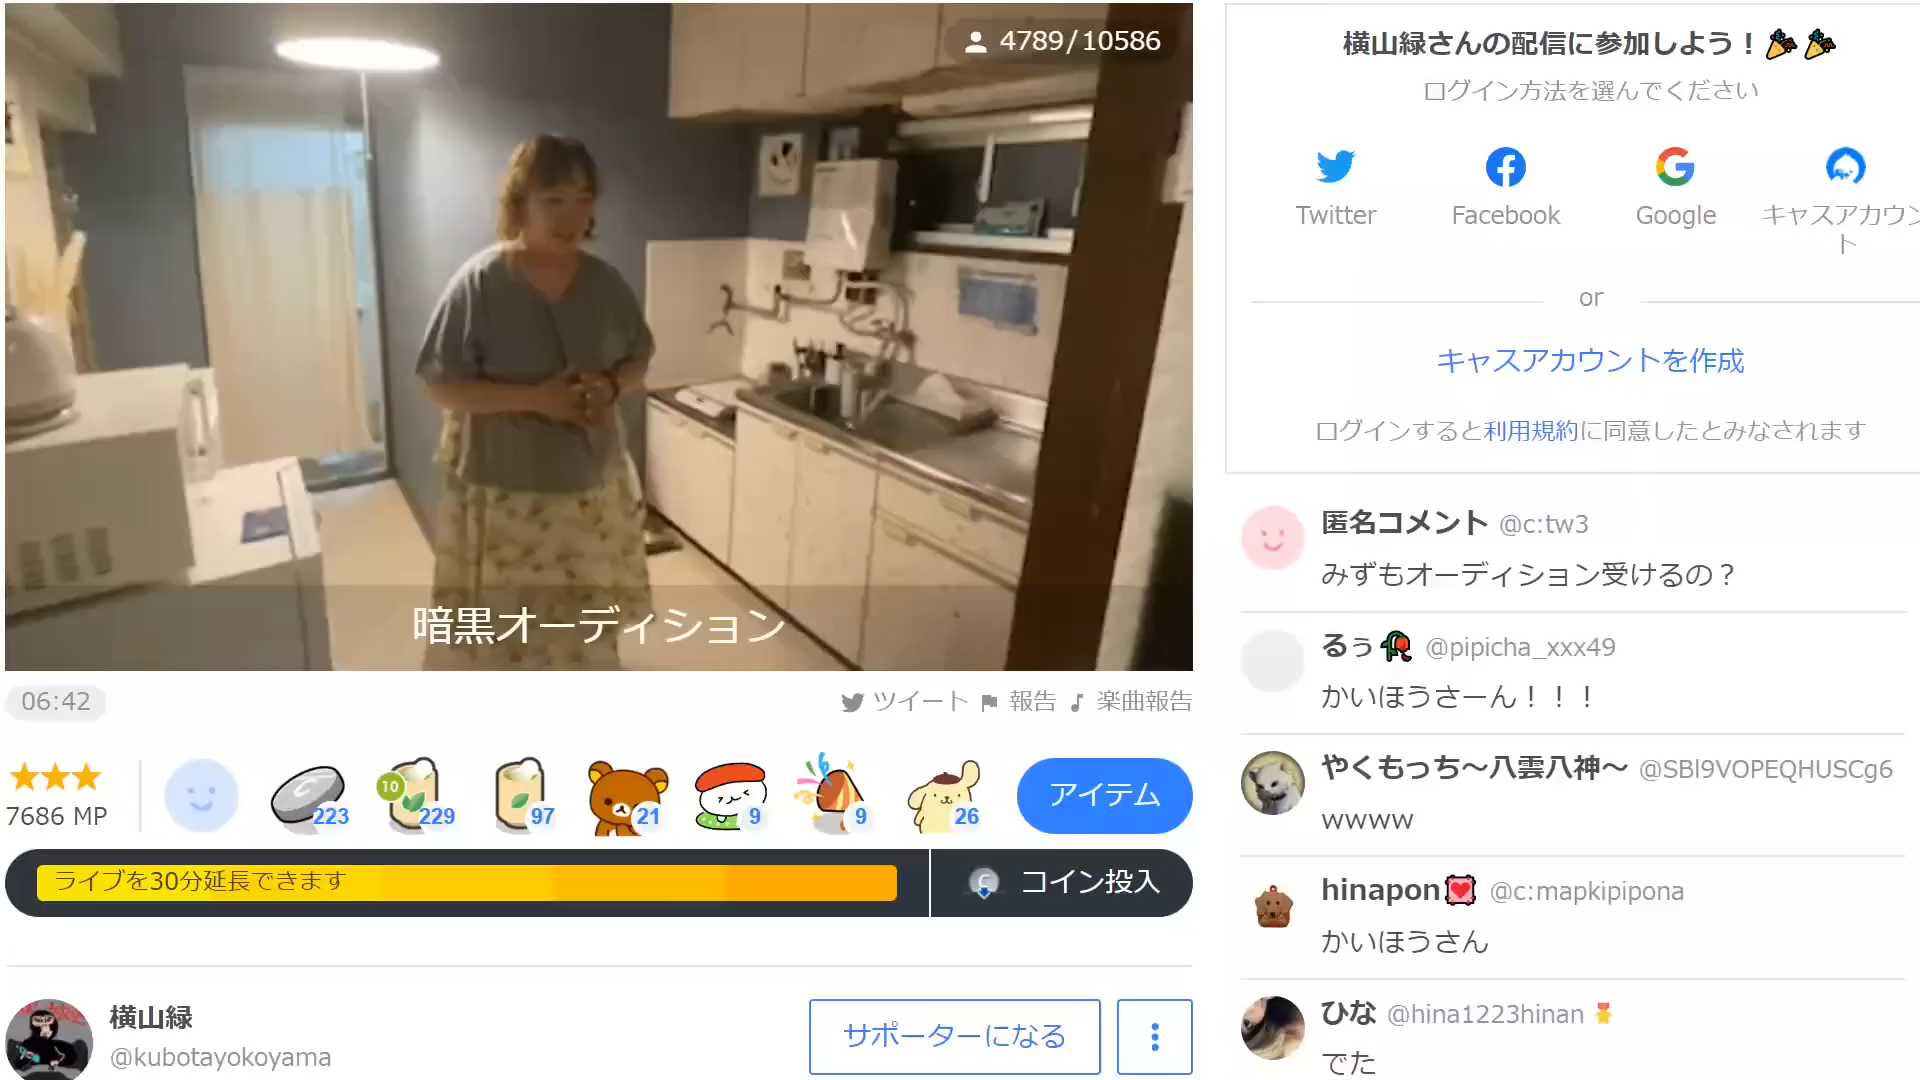 4789/10586
暗黒オーディション
06:42
ツイート 報告 楽曲報告
7686 MP
223
10
229
97
21
9
9
26
アイテム
ライブを30分延長できます
コイン投入
横山緑
@kubotayokoyama
サポーターになる
横山緑さんの配信に参加しよう！
ログイン方法を選んでください
Twitter
Facebook
Google
キャスアカウン
ト
or
キャスアカウントを作成
ログインすると利用規約に同意したとみなされます
匿名コメント @c:tw3
みずもオーディション受けるの？
るぅ @pipicha_xxx49
かいほうさーん！！！
やくもっち～八雲八神～ @SBl9VOPEQHUSCg6
wwww
hinapon @c:mapkipipona
かいほうさん
ひな @hina1223hinan
でた